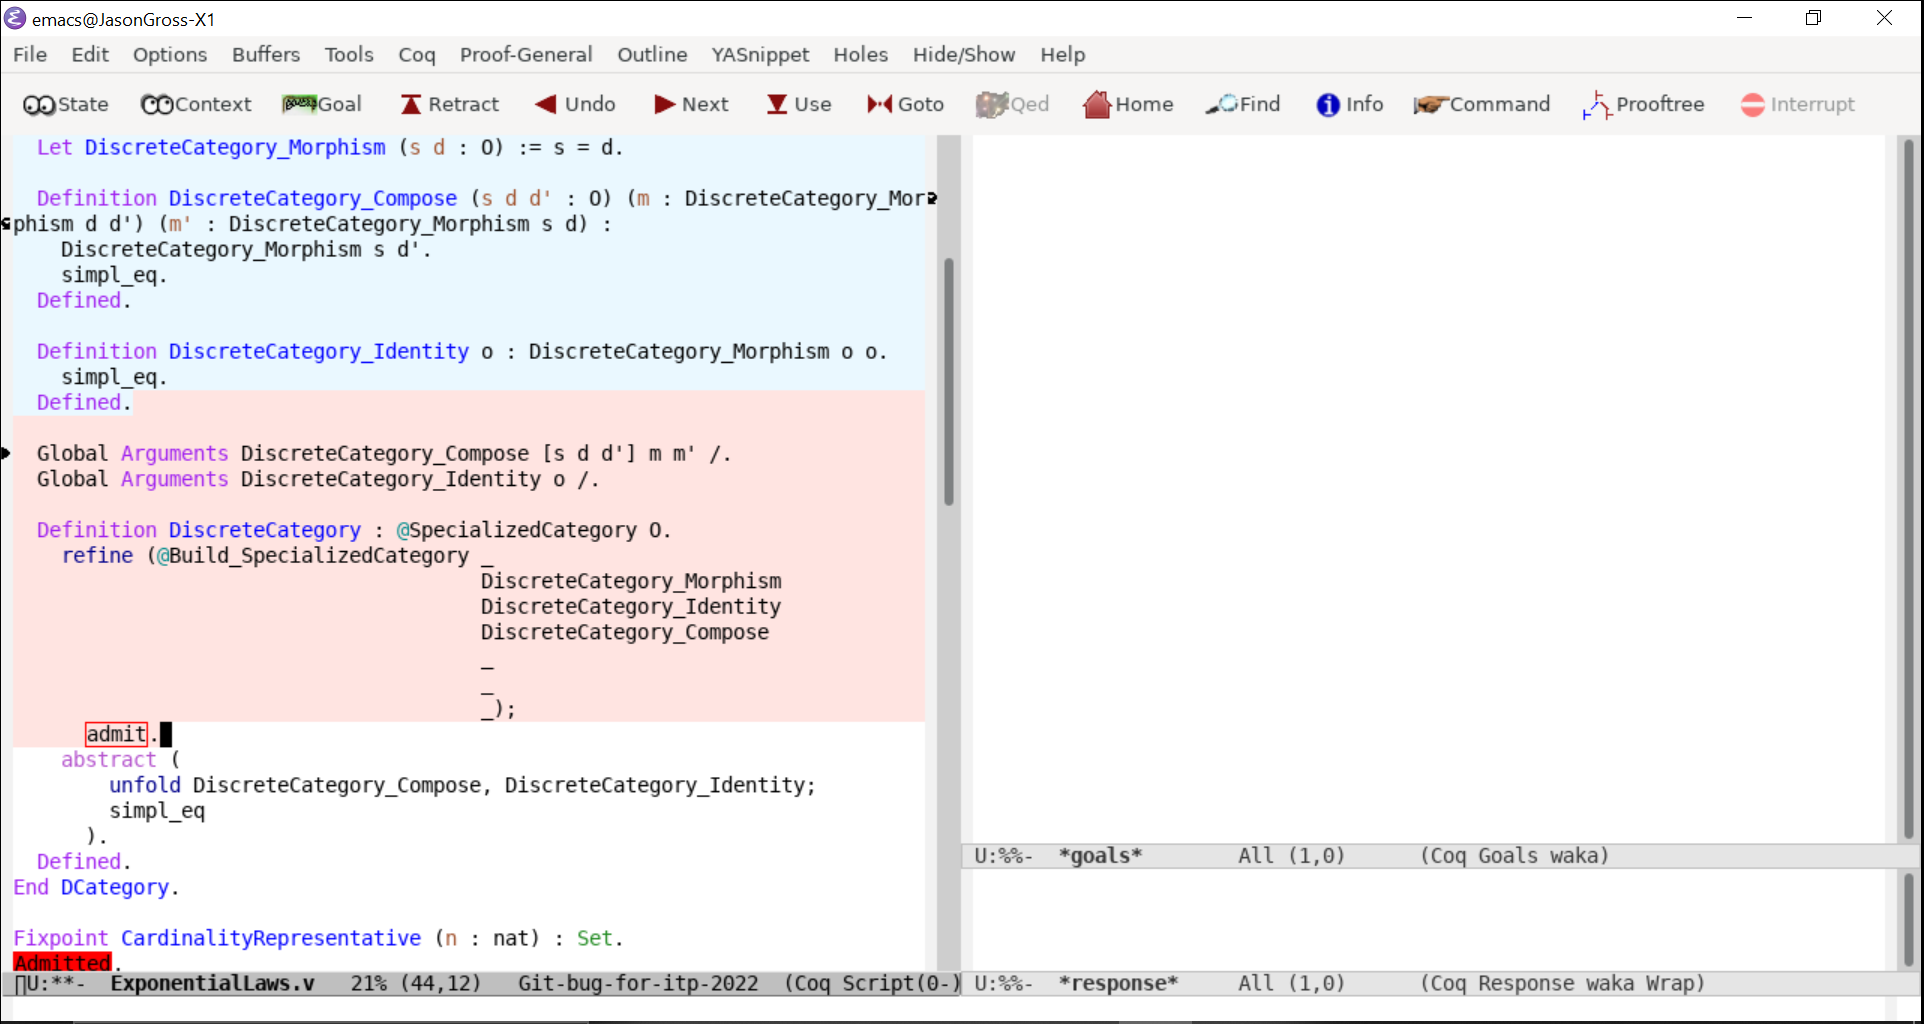 emacs@JasonGross-X1
File Edit Options Buffers Tools Coq Proof-General Outline YASnippet Holes Hide/Show Help
State Context Goal Retract Undo Next Use Goto Qed Home Find Info Command Prooftree Interrupt
Let DiscreteCategory_Morphism (s d : O) := s = d.
Definition DiscreteCategory_Compose (s d d' : O) (m : DiscreteCategory_Mor
phism d d') (m' : DiscreteCategory_Morphism s d) :
DiscreteCategory_Morphism s d'.
simpl_eq.
Defined.
Definition DiscreteCategory_Identity o : DiscreteCategory_Morphism o o.
simpl_eq.
Defined.
Global Arguments DiscreteCategory_Compose [s d d'] m m' /.
Global Arguments DiscreteCategory_Identity o /.
Definition DiscreteCategory : @SpecializedCategory O.
refine (@Build_SpecializedCategory _
DiscreteCategory_Morphism
DiscreteCategory_Identity
DiscreteCategory_Compose
_
_
_);
admit.
abstract (
unfold DiscreteCategory_Compose, DiscreteCategory_Identity;
simpl_eq
).
Defined.
End DCategory.
Fixpoint CardinalityRepresentative (n : nat) : Set.
Admitted.
U:**- ExponentialLaws.v 21% (44,12) Git-bug-for-itp-2022 (Coq Script(0-)
U:%%- *goals* All (1,0) (Coq Goals waka)
U:%%- *response* All (1,0) (Coq Response waka Wrap)